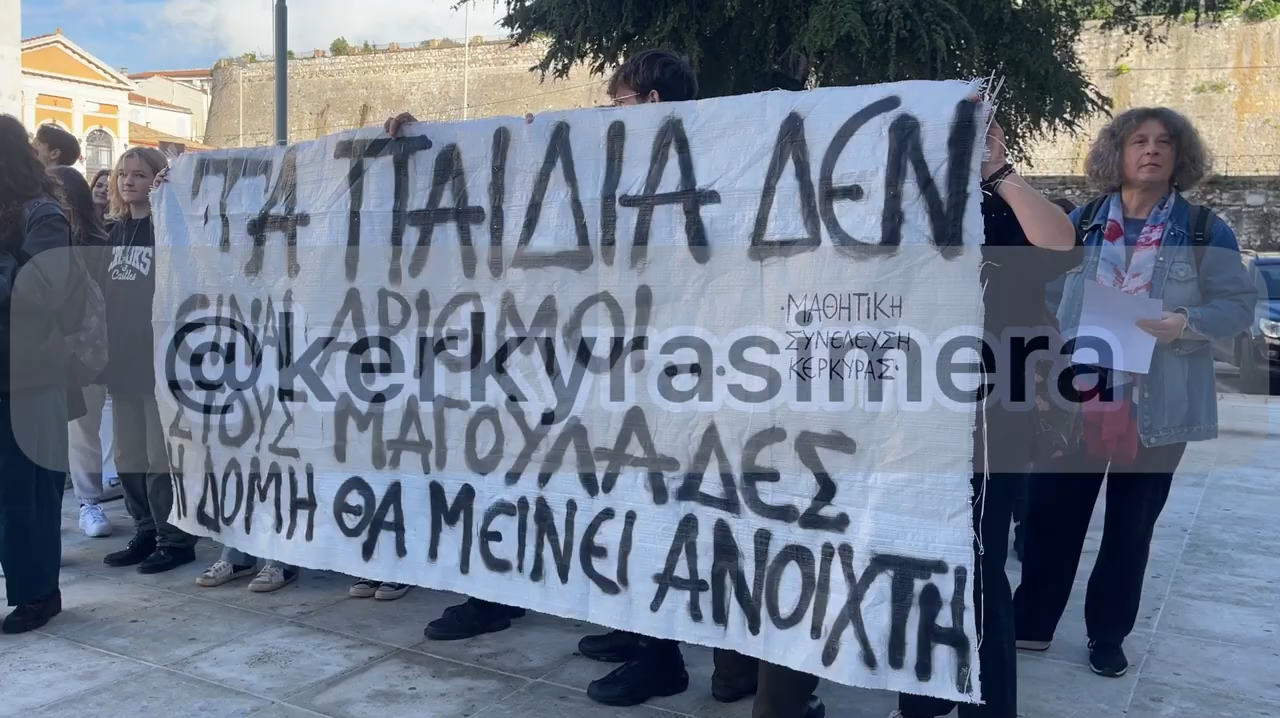 ΤΑ ΠΑΙΔΙΑ ΔΕΝ
ΕΙΝΑΙ ΑΡΙΘΜΟΙ...
ΣΤΟΥΣ ΜΑΓΟΥΛΑΔΕΣ
Η ΔΟΜΗ ΘΑ ΜΕΙΝΕΙ ΑΝΟΙΧΤΗ
·ΜΑΘΗΤΙΚΗ
ΣΥΝΕΛΕΥΣΗ
ΚΕΡΚΥΡΑΣ·
@kerkyrasimera